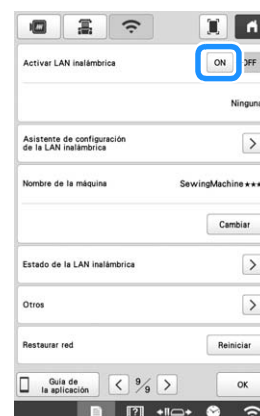 Activar LAN inalámbrica
ON
OFF
Ninguna
Asistente de configuración
de la LAN inalámbrica
Nombre de la máquina
SewingMachine★★★
Cambiar
Estado de la LAN inalámbrica
Otros
Restaurar red
Reiniciar
Guía de
la aplicación
9/9
OK